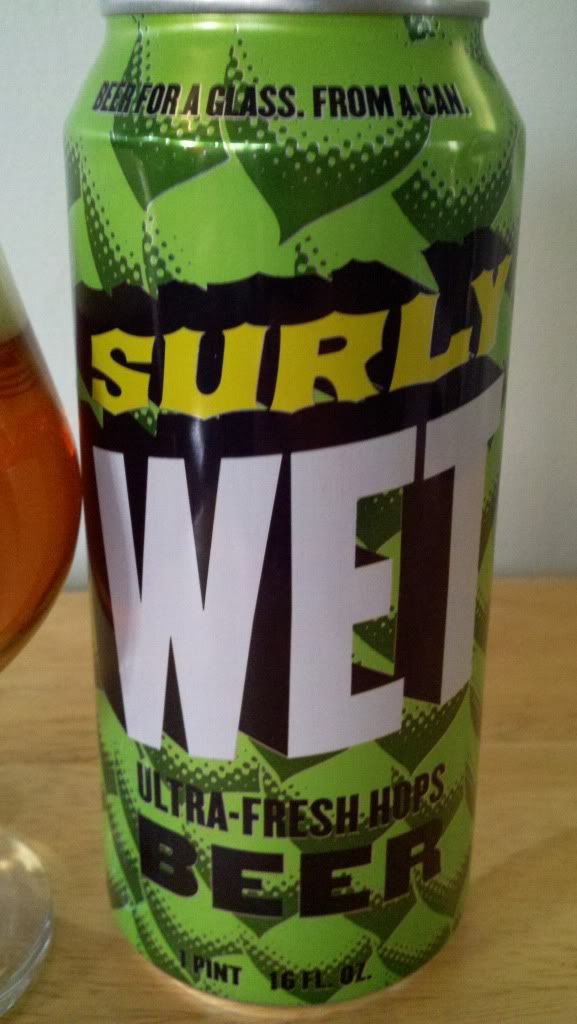 BEER FOR A GLASS. FROM A CAN.
SURLY
WET
ULTRA-FRESH HOPS
BEER
1 PINT 16 FL. OZ.